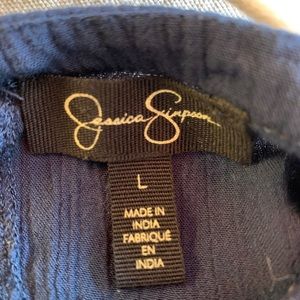 Jessica Simpson
L
MADE IN
INDIA
FABRIQUÉ
EN
INDIA